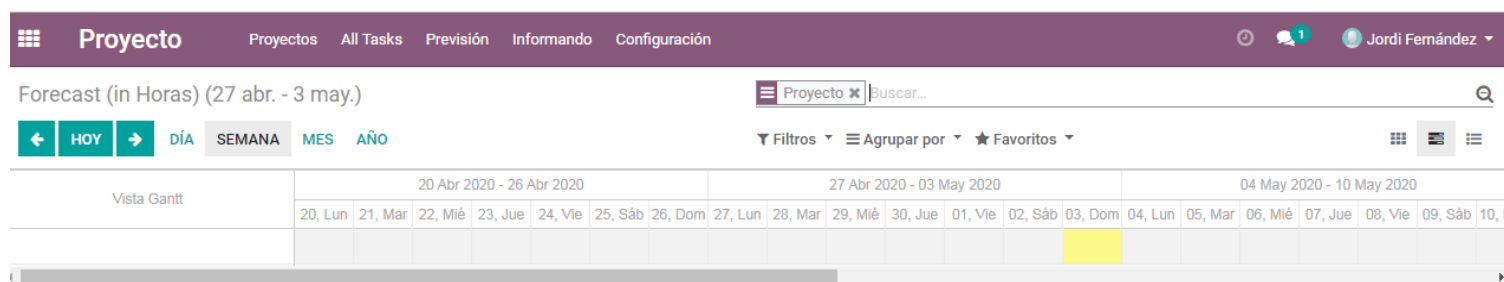 Proyecto Proyectos All Tasks Previsión Informando Configuración 1 Jordi Fernández
Forecast (in Horas) (27 abr. - 3 may.) Proyecto Buscar...
HOY DÍA SEMANA MES AÑO Filtros Agrupar por Favoritos
Vista Gantt
20 Abr 2020 - 26 Abr 2020 27 Abr 2020 - 03 May 2020 04 May 2020 - 10 May 2020
20, Lun 21, Mar 22, Mié 23, Jue 24, Vie 25, Sáb 26, Dom 27, Lun 28, Mar 29, Mié 30, Jue 01, Vie 02, Sáb 03, Dom 04, Lun 05, Mar 06, Mié 07, Jue 08, Vie 09, Sáb 10,